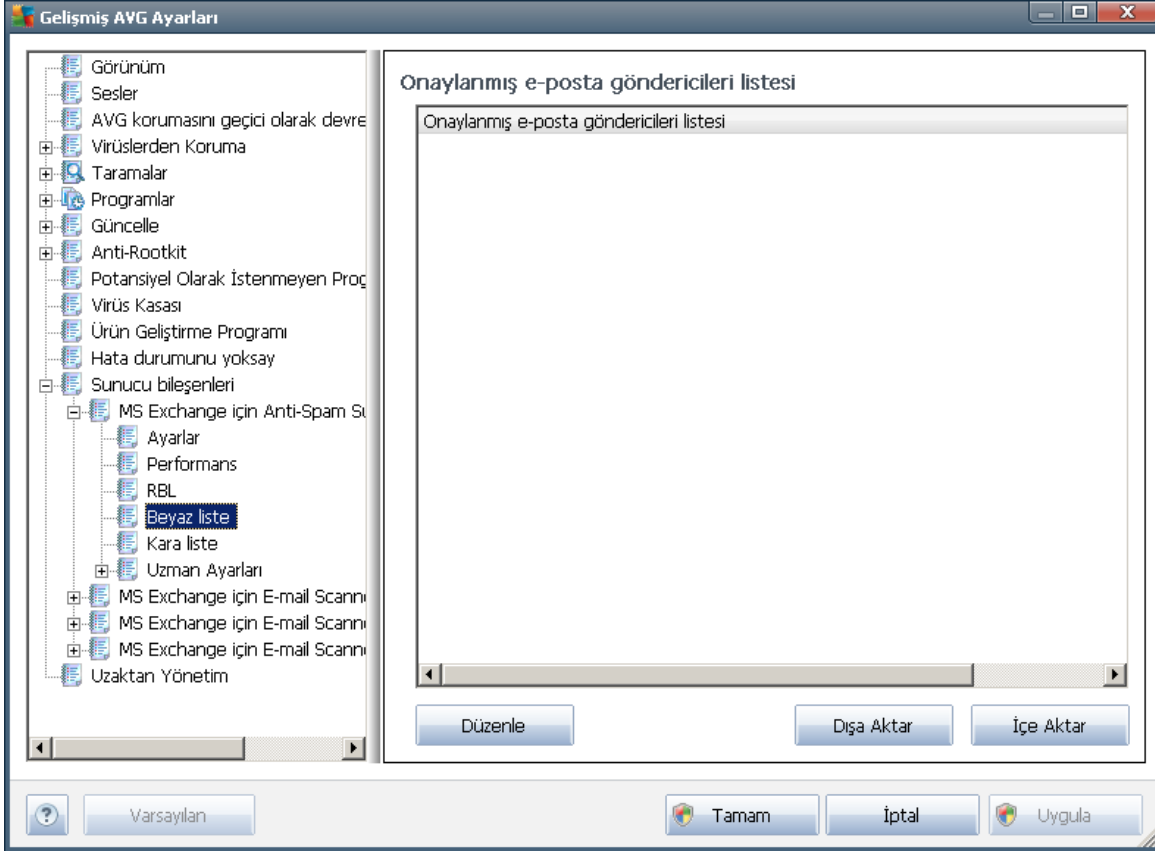 Gelişmiş AVG Ayarları
Görünüm
Sesler
AVG korumasını geçici olarak devre
Virüslerden Koruma
Taramalar
Programlar
Güncelle
Anti-Rootkit
Potansiyel Olarak İstenmeyen Prog
Virüs Kasası
Ürün Geliştirme Programı
Hata durumunu yoksay
Sunucu bileşenleri
MS Exchange için Anti-Spam Su
Ayarlar
Performans
RBL
Beyaz liste
Kara liste
Uzman Ayarları
MS Exchange için E-mail Scann
MS Exchange için E-mail Scann
MS Exchange için E-mail Scann
Uzaktan Yönetim
Onaylanmış e-posta göndericileri listesi
Onaylanmış e-posta göndericileri listesi
Düzenle
Dışa Aktar
İçe Aktar
?
Varsayılan
Tamam
İptal
Uygula